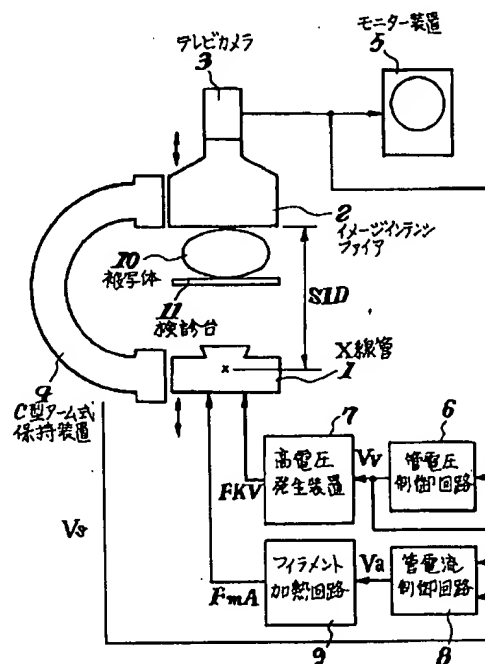 テレビカメラ
3
モニター装置
5
2
イメージインテンシ
ファイア
10
被写体
11
検診台
SID
X線管
1
4
C型アーム式
保持装置
7
高電圧
発生装置
Vv
6
管電圧
制御回路
FKV
Vs
フィラメント
加熱回路
Va
管電流
制御回路
FmA
9
8